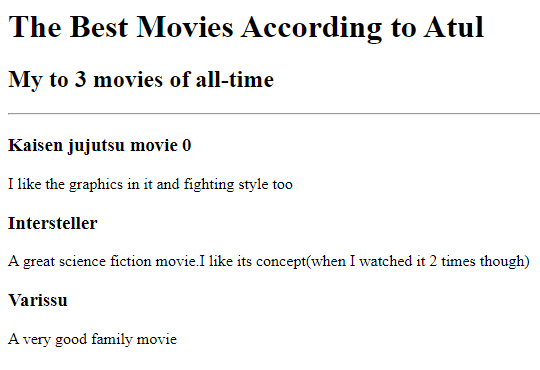 The Best Movies According to Atul
My to 3 movies of all-time
Kaisen jujutsu movie 0
I like the graphics in it and fighting style too
Intersteller
A great science fiction movie.I like its concept(when I watched it 2 times though)
Varissu
A very good family movie